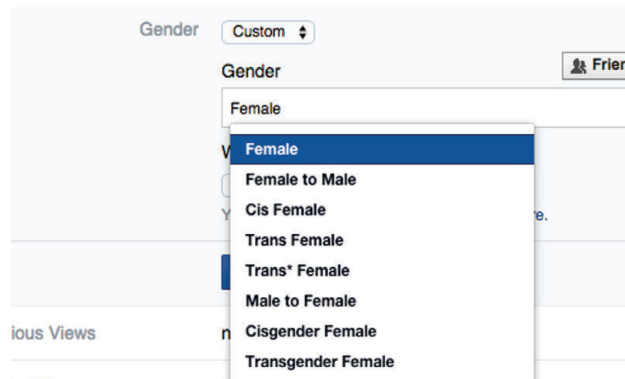 Gender Custom
Gender Frien
Female
Female
Female to Male
Cis Female
Trans Female
re.
Trans* Female
Male to Female
ious Views
Cisgender Female
Transgender Female